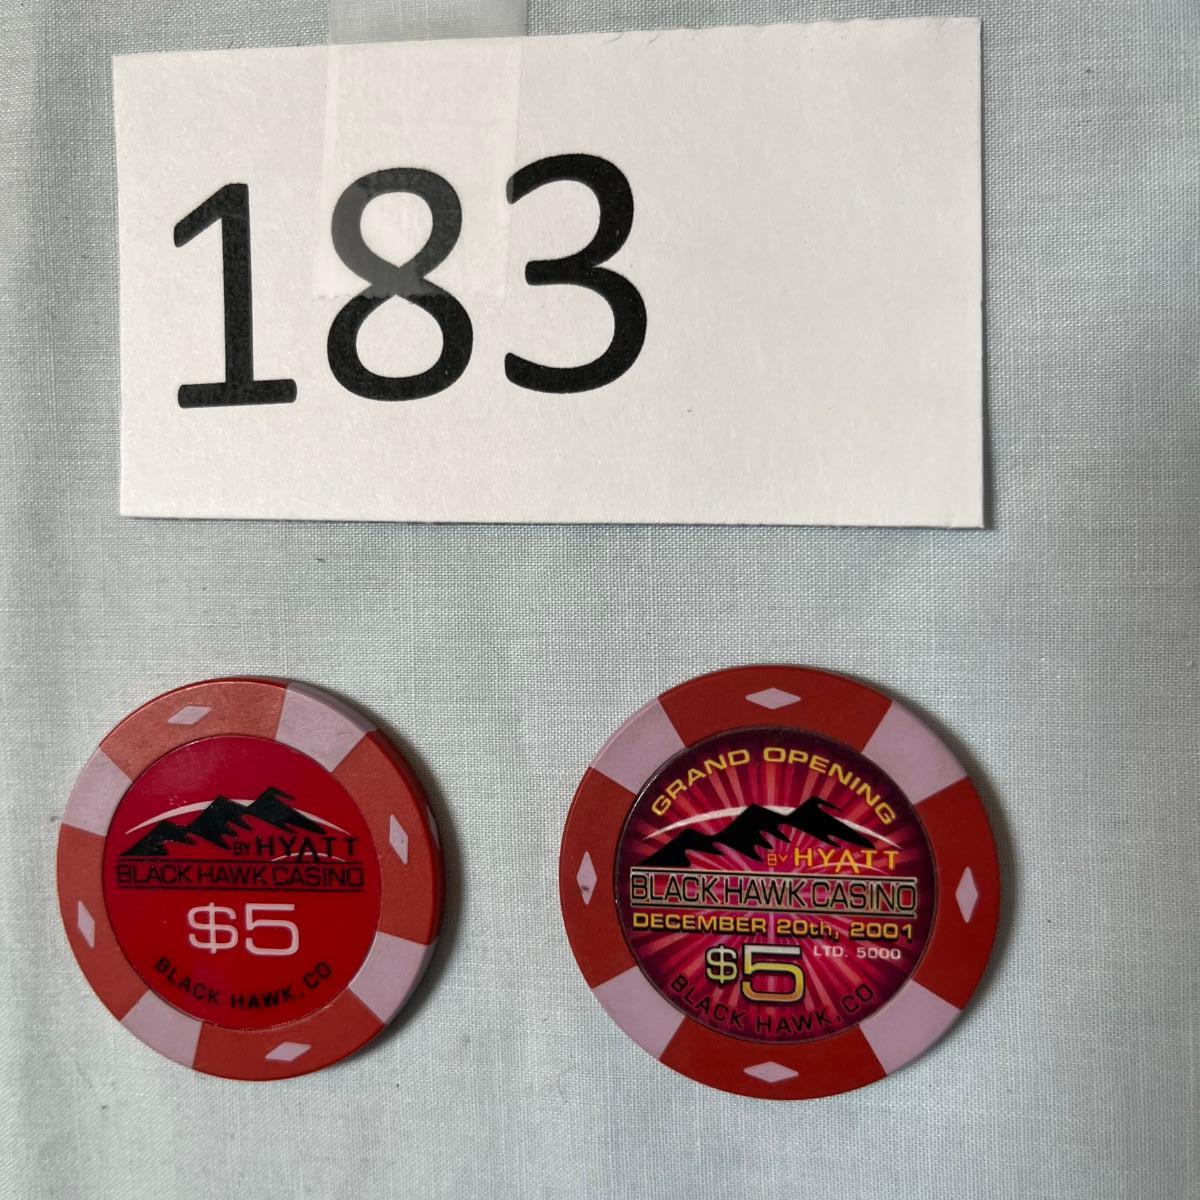 183
BY HYATT
BLACK HAWK CASINO
$5
BLACK HAWK, CO
GRAND OPENING
BY HYATT
BLACK HAWK CASINO
DECEMBER 20th, 2001
LTD. 5000
$5
BLACK HAWK, CO